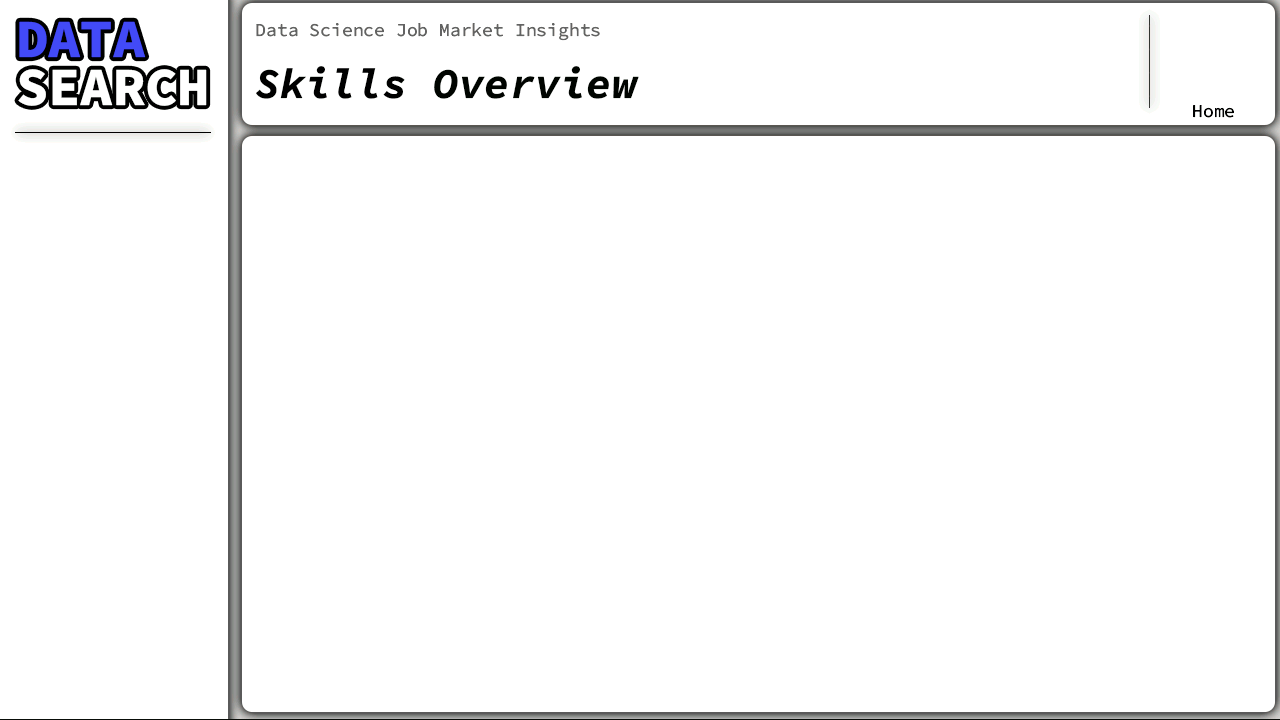 DATA
SEARCH
Data Science Job Market Insights
Skills Overview
Home